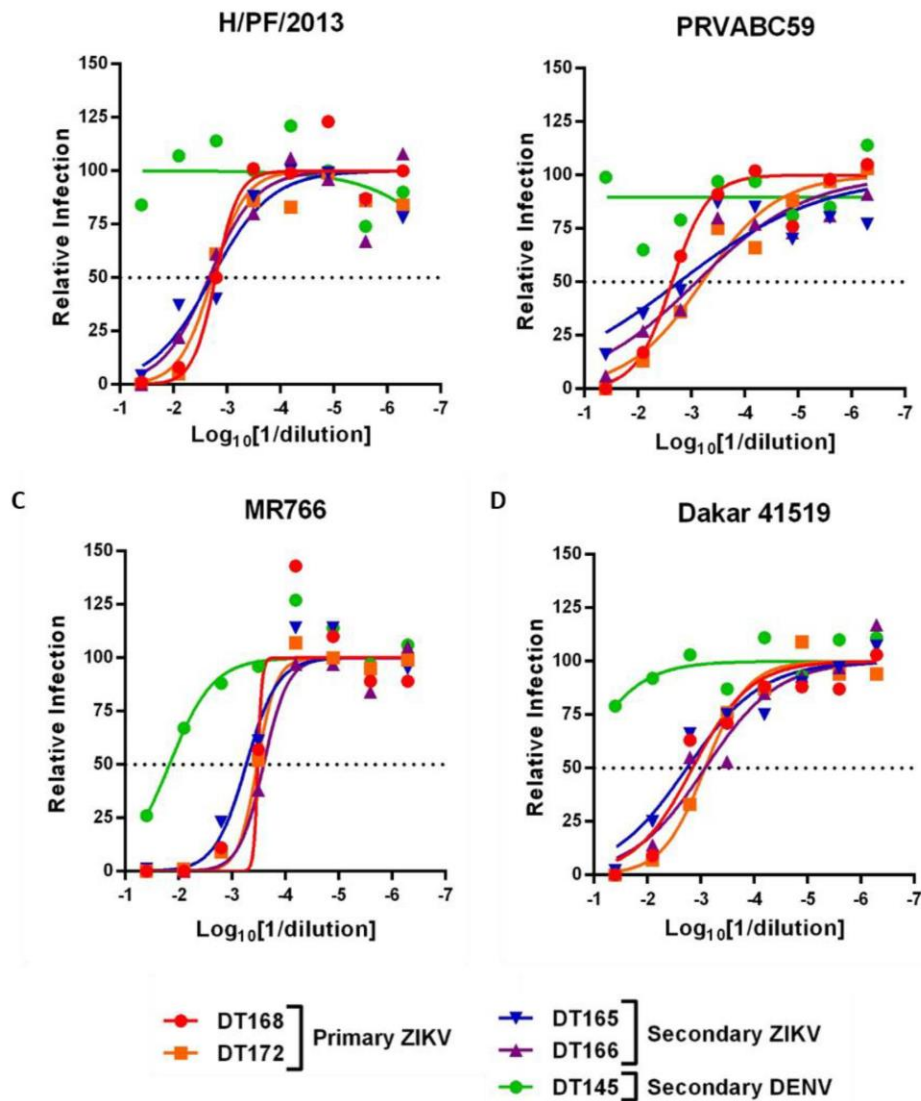 H/PF/2013
150
125
100
75
50
25
0
Relative Infection
-1 -2 -3 -4 -5 -6 -7
Log10[1/dilution]
PRVABC59
150
125
100
75
50
25
0
Relative Infection
-1 -2 -3 -4 -5 -6 -7
Log10[1/dilution]
C
MR766
150
125
100
75
50
25
0
Relative Infection
-1 -2 -3 -4 -5 -6 -7
Log10[1/dilution]
D
Dakar 41519
150
125
100
75
50
25
0
Relative Infection
-1 -2 -3 -4 -5 -6 -7
Log10[1/dilution]
DT168
DT172
Primary ZIKV
DT165
DT166
Secondary ZIKV
DT145 Secondary DENV